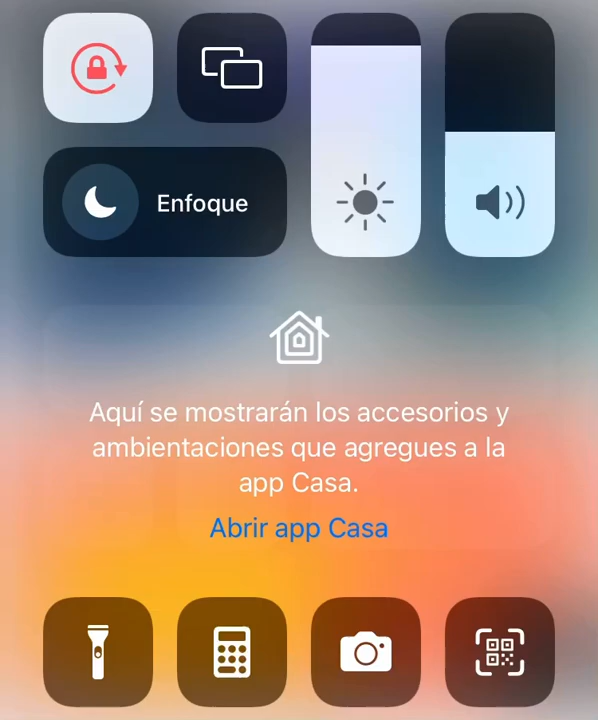 Enfoque
Aquí se mostrarán los accesorios y
ambientaciones que agregues a la
app Casa.
Abrir app Casa